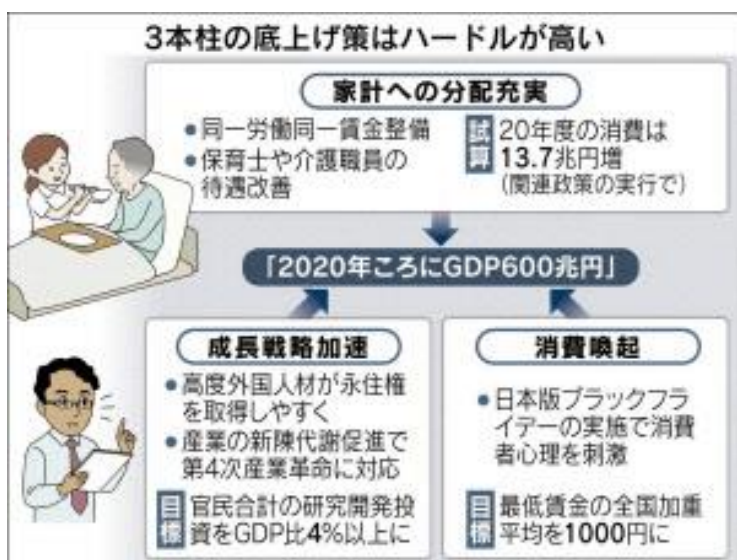 3本柱の底上げ策はハードルが高い
家計への分配充実
●同一労働同一賃金整備
●保育士や介護職員の
待遇改善
試算
20年度の消費は
13.7兆円増
(関連政策の実行で)
「2020年ころにGDP600兆円」
成長戦略加速
●高度外国人材が永住権
を取得しやすく
●産業の新陳代謝促進で
第4次産業革命に対応
目標
官民合計の研究開発投
資をGDP比4%以上に
消費喚起
●日本版ブラックフラ
イデーの実施で消費
者心理を刺激
目標
最低賃金の全国加重
平均を1000円に